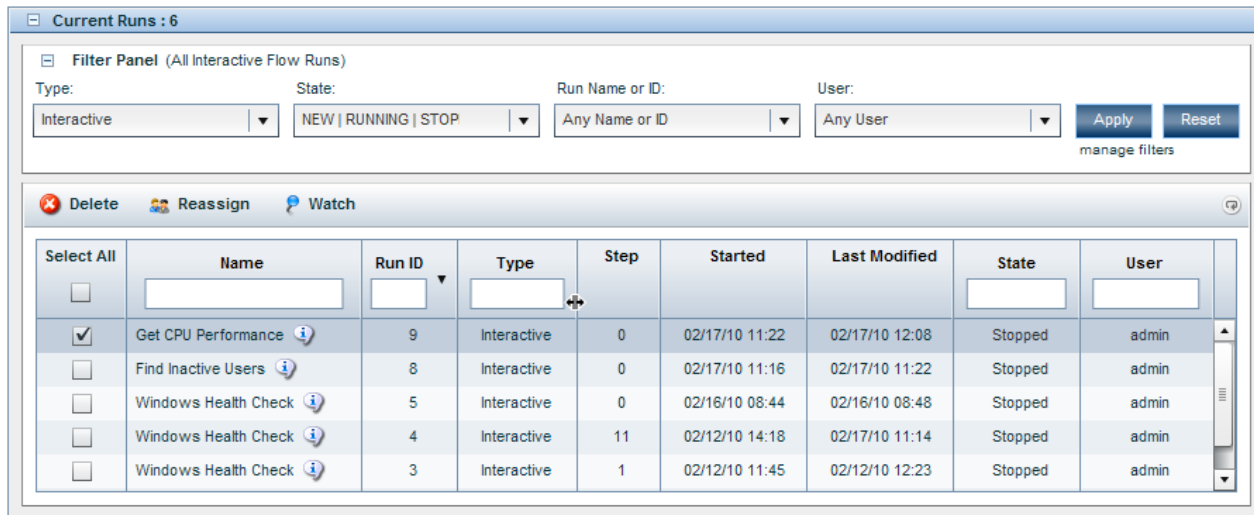 Current Runs : 6
Filter Panel (All Interactive Flow Runs)
Type: State: Run Name or ID: User:
Interactive NEW | RUNNING | STOP Any Name or ID Any User Apply Reset
manage filters
Delete Reassign Watch
Select All Name Run ID Type Step Started Last Modified State User
Get CPU Performance 9 Interactive 0 02/17/10 11:22 02/17/10 12:08 Stopped admin
Find Inactive Users 8 Interactive 0 02/17/10 11:16 02/17/10 11:22 Stopped admin
Windows Health Check 5 Interactive 0 02/16/10 08:44 02/16/10 08:48 Stopped admin
Windows Health Check 4 Interactive 11 02/12/10 14:18 02/17/10 11:14 Stopped admin
Windows Health Check 3 Interactive 1 02/12/10 11:45 02/12/10 12:23 Stopped admin